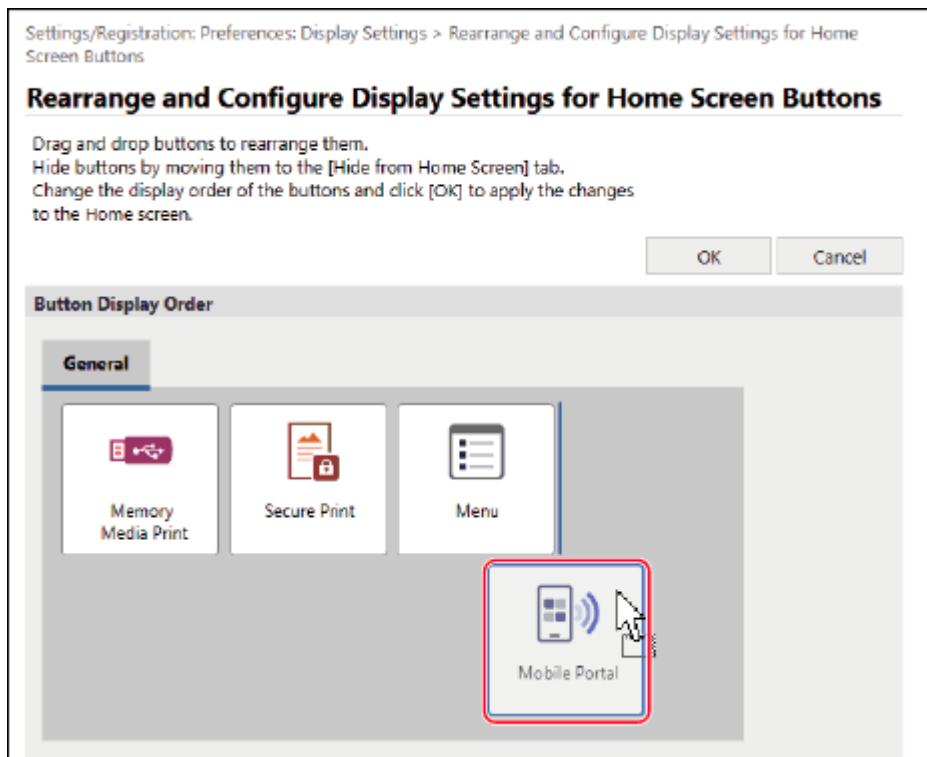 Settings/Registration: Preferences: Display Settings > Rearrange and Configure Display Settings for Home
Screen Buttons
Rearrange and Configure Display Settings for Home Screen Buttons
Drag and drop buttons to rearrange them.
Hide buttons by moving them to the [Hide from Home Screen] tab.
Change the display order of the buttons and click [OK] to apply the changes
to the Home screen.
OK
Cancel
Button Display Order
General
Memory
Media Print
Secure Print
Menu
Mobile Portal